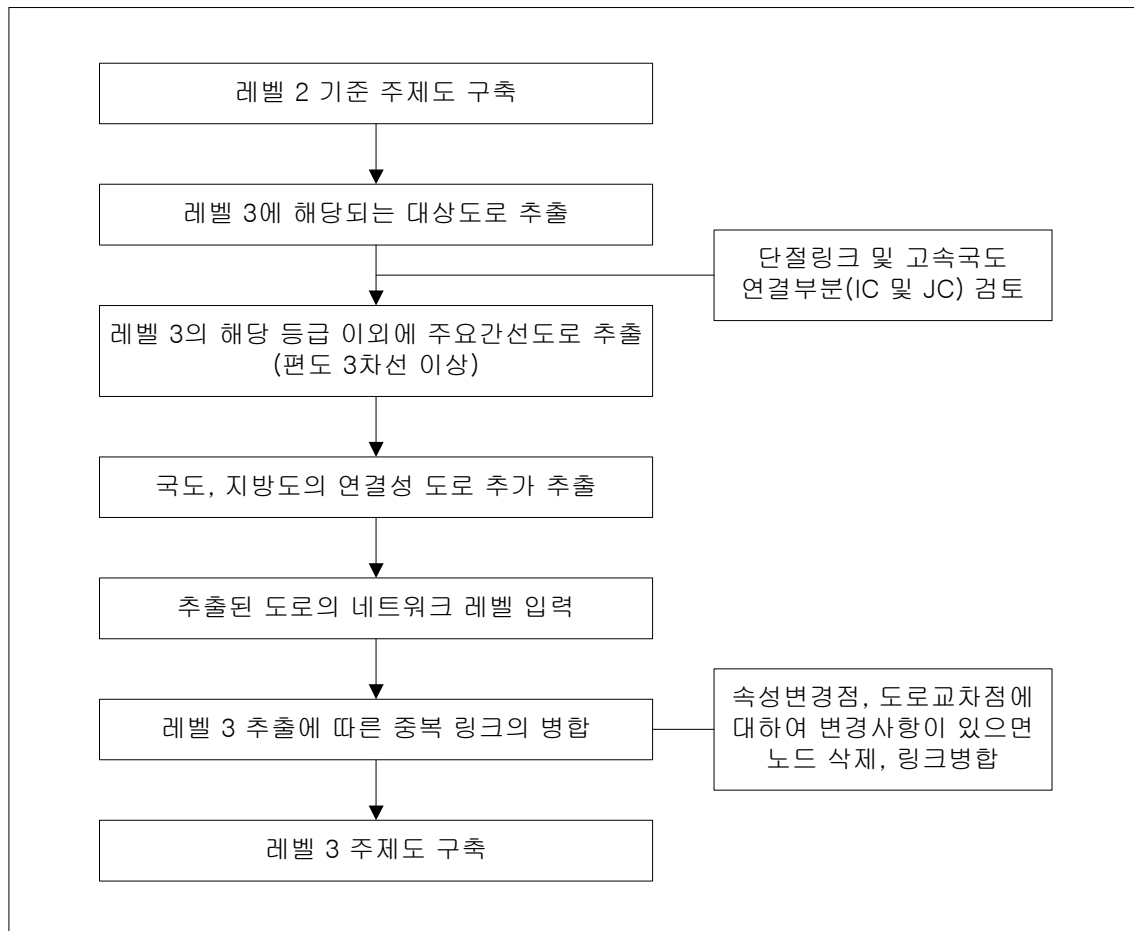 레벨 2 기준 주제도 구축
레벨 3에 해당되는 대상도로 추출
단절링크 및 고속국도
연결부분(IC 및 JC) 검토
레벨 3의 해당 등급 이외에 주요간선도로 추출
(편도 3차선 이상)
국도, 지방도의 연결성 도로 추가 추출
추출된 도로의 네트워크 레벨 입력
레벨 3 추출에 따른 중복 링크의 병합
속성변경점, 도로교차점에
대하여 변경사항이 있으면
노드 삭제, 링크병합
레벨 3 주제도 구축